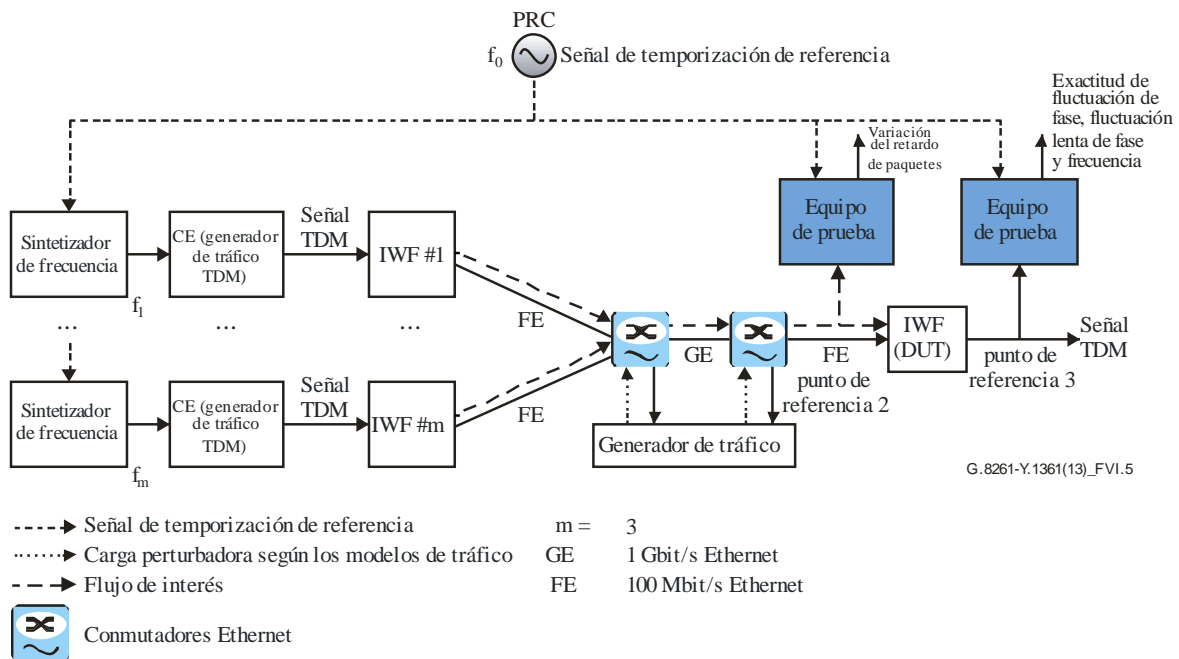 PRC
f0 Señal de temporización de referencia
Exactitud de
fluctuación de
fase, fluctuación
lenta de fase
y frecuencia
Variación
del retardo
de paquetes
Equipo
de prueba
Equipo
de prueba
Sintetizador
de frecuencia
f1
CE (generador
de tráfico
TDM)
Señal
TDM
IWF #1
FE
...
...
...
Sintetizador
de frecuencia
fm
CE (generador
de tráfico
TDM)
Señal
TDM
IWF #m
FE
GE
FE
punto de
referencia 2
IWF
(DUT)
punto de
referencia 3
Señal
TDM
Generador de tráfico
G.8261-Y.1361(13)_FVI.5
Señal de temporización de referencia
m = 3
Carga perturbadora según los modelos de tráfico
GE 1 Gbit/s Ethernet
Flujo de interés
FE 100 Mbit/s Ethernet
Conmutadores Ethernet